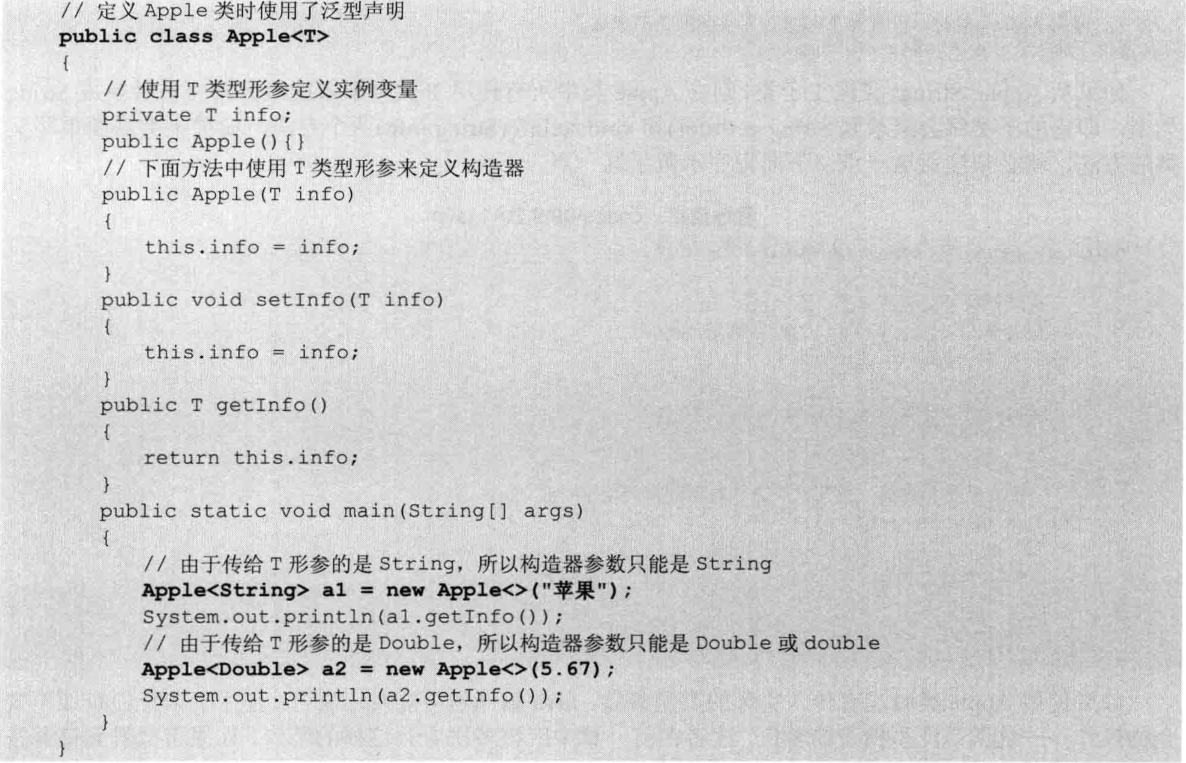 // 定义 Apple 类时使用了泛型声明
public class Apple<T>
{
    // 使用 T 类型形参定义实例变量
    private T info;
    public Apple(){}
    // 下面方法中使用 T 类型形参来定义构造器
    public Apple(T info)
    {
        this.info = info;
    }
    public void setInfo(T info)
    {
        this.info = info;
    }
    public T getInfo()
    {
        return this.info;
    }
    public static void main(String[] args)
    {
        // 由于传给 T 形参的是 String，所以构造器参数只能是 String
        Apple<String> a1 = new Apple<>("苹果");
        System.out.println(a1.getInfo());
        // 由于传给 T 形参的是 Double，所以构造器参数只能是 Double 或 double
        Apple<Double> a2 = new Apple<>(5.67);
        System.out.println(a2.getInfo());
    }
}